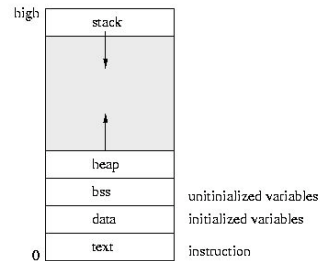 high
stack
heap
bss unitinialized variables
data initialized variables
0 text instruction